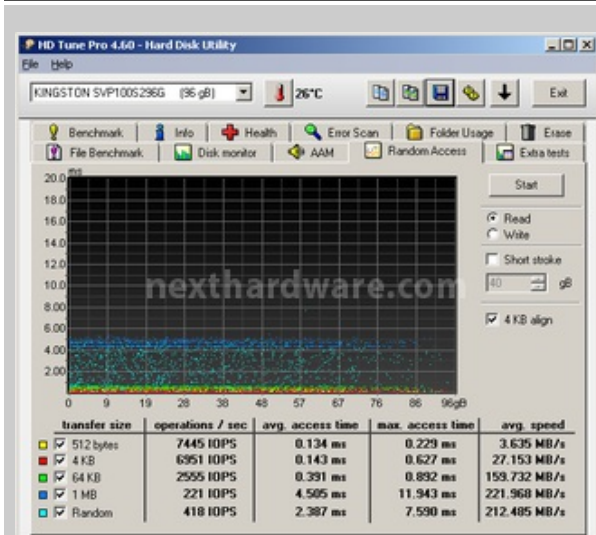 HD Tune Pro 4.60 - Hard Disk Utility
File Help
KINGSTON SVP100S296G (96 gB) 26°C Exit
Benchmark Info Health Error Scan Folder Usage Erase
File Benchmark Disk monitor AAM Random Access Extra tests
ms
20.0
18.0
16.0
14.0
12.0
10.0
8.00
6.00
4.00
2.00
0 9 19 28 38 48 57 67 76 86 96gB
nexthardware.com
Start
Read
Write
Short stroke
40 gB
4 KB align
transfer size operations / sec avg. access time max. access time avg. speed
512 bytes 7445 IOPS 0.134 ms 0.229 ms 3.635 MB/s
4 KB 6951 IOPS 0.143 ms 0.627 ms 27.153 MB/s
64 KB 2555 IOPS 0.391 ms 0.892 ms 159.732 MB/s
1 MB 221 IOPS 4.505 ms 11.943 ms 221.968 MB/s
Random 418 IOPS 2.387 ms 7.590 ms 212.485 MB/s